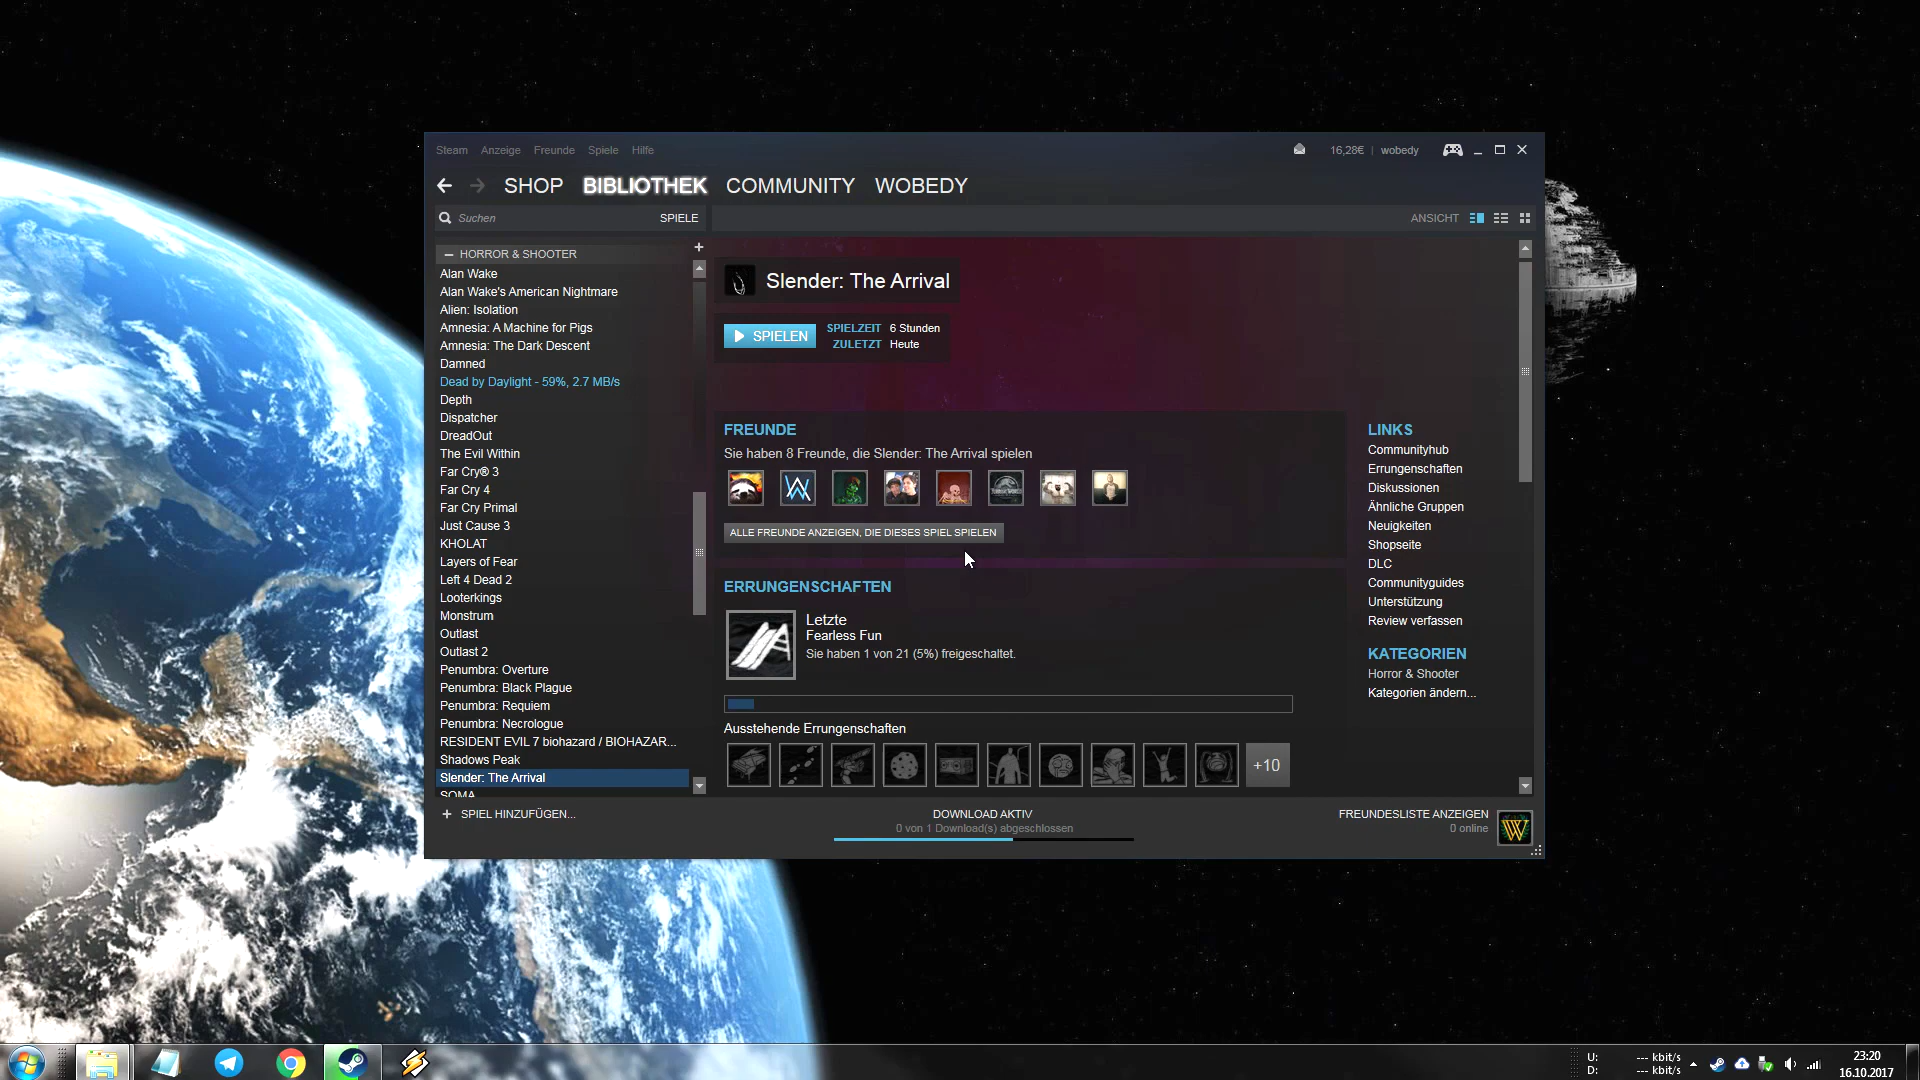 Steam Anzeige Freunde Spiele Hilfe
16,28€ | wobedy
SHOP BIBLIOTHEK COMMUNITY WOBEDY
Suchen SPIELE
ANSICHT
HORROR & SHOOTER
Alan Wake
Alan Wake's American Nightmare
Alien: Isolation
Amnesia: A Machine for Pigs
Amnesia: The Dark Descent
Damned
Dead by Daylight - 59%, 2.7 MB/s
Depth
Dispatcher
DreadOut
The Evil Within
Far Cry® 3
Far Cry 4
Far Cry Primal
Just Cause 3
KHOLAT
Layers of Fear
Left 4 Dead 2
Looterkings
Monstrum
Outlast
Outlast 2
Penumbra: Overture
Penumbra: Black Plague
Penumbra: Requiem
Penumbra: Necrologue
RESIDENT EVIL 7 biohazard / BIOHAZAR...
Shadows Peak
Slender: The Arrival
SOMA
+ SPIEL HINZUFÜGEN...
Slender: The Arrival
SPIELEN
SPIELZEIT 6 Stunden
ZULETZT Heute
FREUNDE
Sie haben 8 Freunde, die Slender: The Arrival spielen
ALLE FREUNDE ANZEIGEN, DIE DIESES SPIEL SPIELEN
ERRUNGENSCHAFTEN
Letzte
Fearless Fun
Sie haben 1 von 21 (5%) freigeschaltet.
Ausstehende Errungenschaften
+10
LINKS
Communityhub
Errungenschaften
Diskussionen
Ähnliche Gruppen
Neuigkeiten
Shopseite
DLC
Communityguides
Unterstützung
Review verfassen
KATEGORIEN
Horror & Shooter
Kategorien ändern...
DOWNLOAD AKTIV
0 von 1 Download(s) abgeschlossen
FREUNDESLISTE ANZEIGEN
0 online
U: --- kbit/s
D: --- kbit/s
23:20
16.10.2017